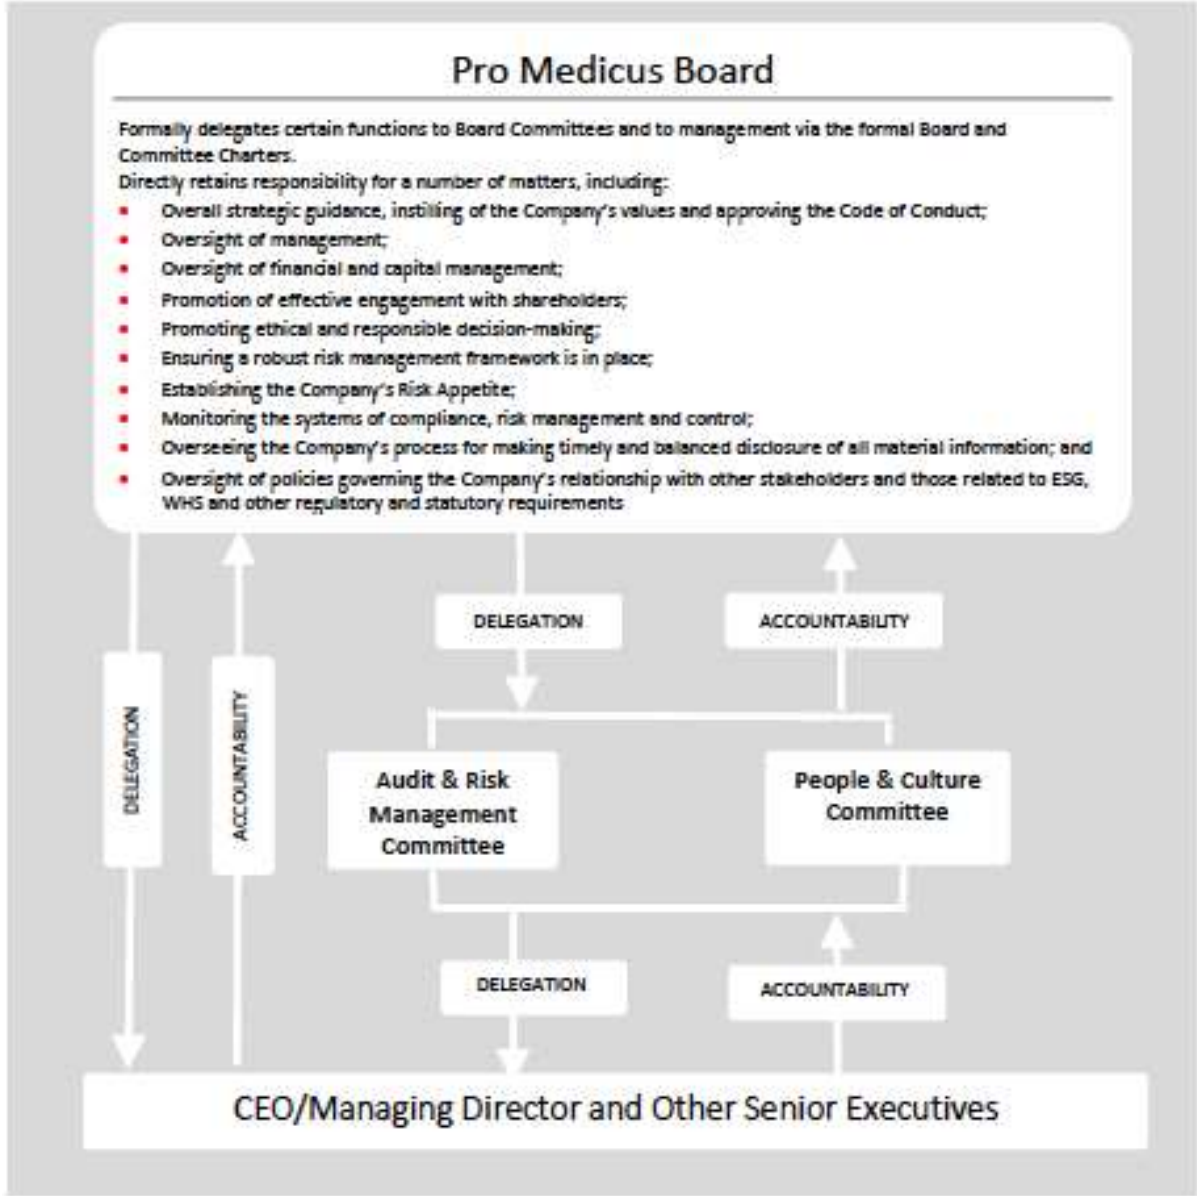 Pro Medicus Board
Formally delegates certain functions to Board Committees and to management via the formal Board and
Committee Charters.
Directly retains responsibility for a number of matters, including:
Overall strategic guidance, instilling of the Company's values and approving the Code of Conduct;
Oversight of management;
Oversight of financial and capital management;
Promotion of effective engagement with shareholders;
Promoting ethical and responsible decision-making;
Ensuring a robust risk management framework is in place;
Establishing the Company's Risk Appetite;
Monitoring the systems of compliance, risk management and control;
Overseeing the Company's process for making timely and balanced disclosure of all material information; and
Oversight of policies governing the Company's relationship with other stakeholders and those related to ESG,
WHS and other regulatory and statutory requirements
DELEGATION
ACCOUNTABILITY
DELEGATION
ACCOUNTABILITY
Audit & Risk
Management
Committee
People & Culture
Committee
DELEGATION
ACCOUNTABILITY
CEO/Managing Director and Other Senior Executives